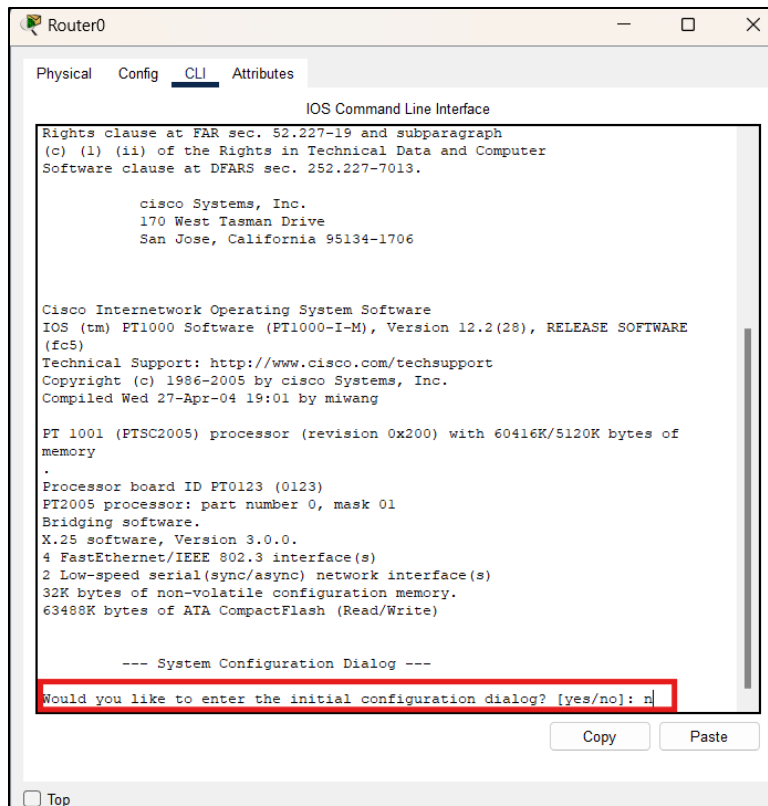 Router0
Physical Config CLI Attributes
IOS Command Line Interface
Rights clause at FAR sec. 52.227-19 and subparagraph
(c) (1) (ii) of the Rights in Technical Data and Computer
Software clause at DFARS sec. 252.227-7013.
cisco Systems, Inc.
170 West Tasman Drive
San Jose, California 95134-1706
Cisco Internetwork Operating System Software
IOS (tm) PT1000 Software (PT1000-I-M), Version 12.2(28), RELEASE SOFTWARE
(fc5)
Technical Support: http://www.cisco.com/techsupport
Copyright (c) 1986-2005 by cisco Systems, Inc.
Compiled Wed 27-Apr-04 19:01 by miwang
PT 1001 (PTSC2005) processor (revision 0x200) with 60416K/5120K bytes of
memory
.
Processor board ID PT0123 (0123)
PT2005 processor: part number 0, mask 01
Bridging software.
X.25 software, Version 3.0.0.
4 FastEthernet/IEEE 802.3 interface(s)
2 Low-speed serial(sync/async) network interface(s)
32K bytes of non-volatile configuration memory.
63488K bytes of ATA CompactFlash (Read/Write)
--- System Configuration Dialog ---
Would you like to enter the initial configuration dialog? [yes/no]: n
Copy Paste
Top